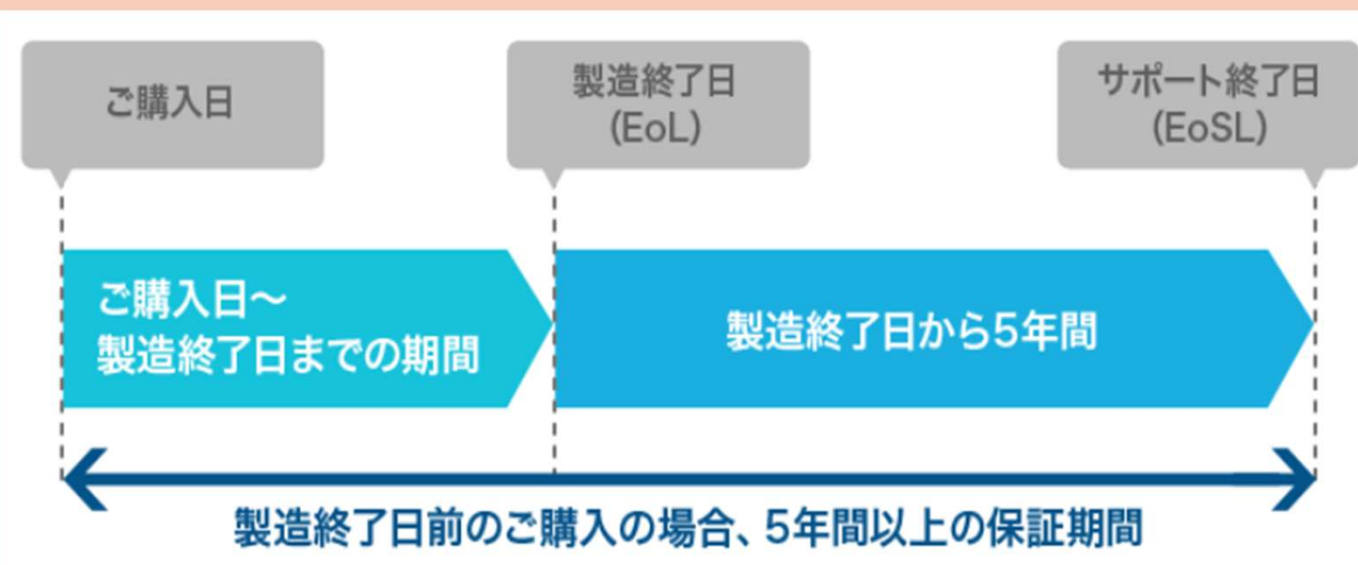 ご購入日
製造終了日
(EoL)
サポート終了日
(EoSL)
ご購入日～
製造終了日までの期間
製造終了日から5年間
製造終了日前のご購入の場合、5年間以上の保証期間